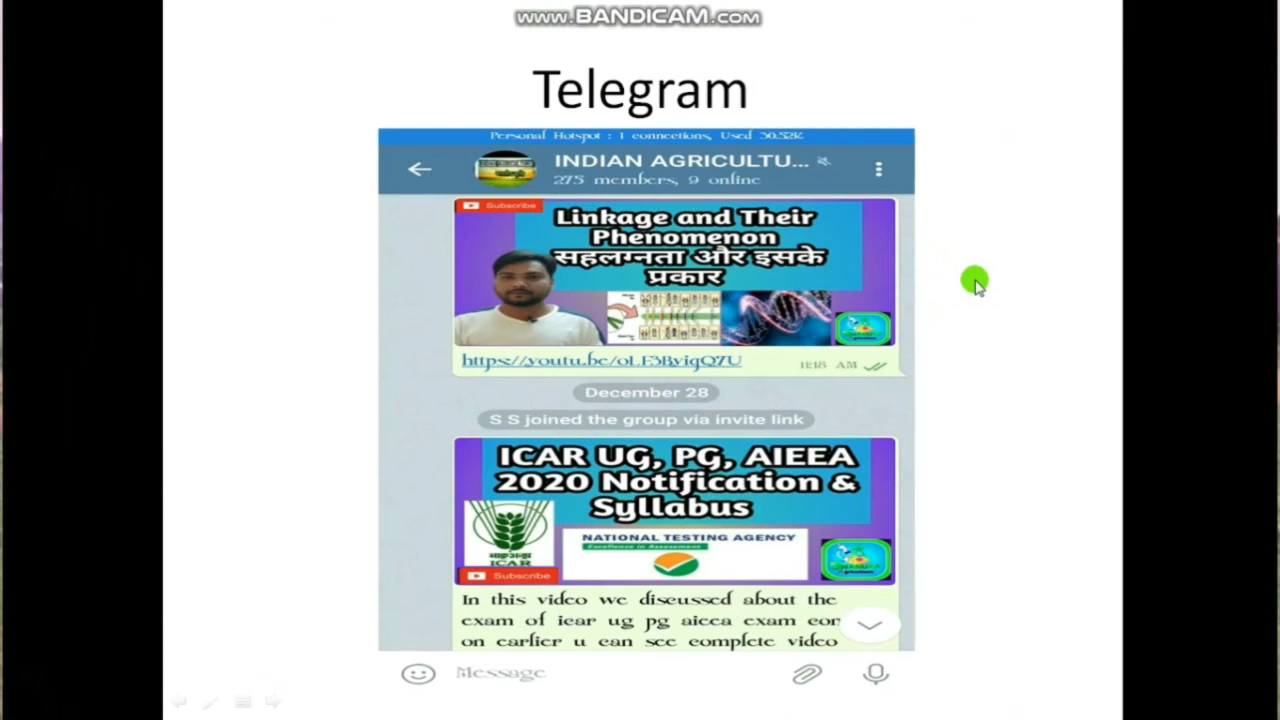 www.BANDICAM.com
Telegram
Personal Hotspot : 1 connections, Used 30.52K
INDIAN AGRICULTU...
275 members, 9 online
Subscribe
Linkage and Their
Phenomenon
सहलग्नता और इसके
प्रकार
https://youtu.be/oLF3ByiqQ7U
11:18 AM
December 28
S S joined the group via invite link
ICAR UG, PG, AIEEA
2020 Notification &
Syllabus
NATIONAL TESTING AGENCY
Excellence in Assessment
भाकृअनुप
ICAR
Subscribe
In this video we discussed about the
exam of icar ug pg aieea exam con
on earlier u can see complete video
Message